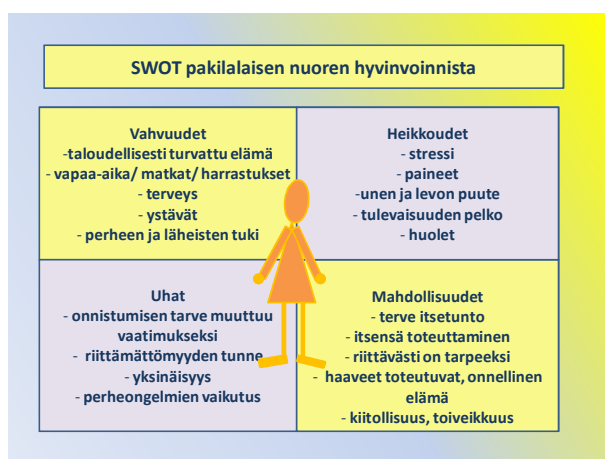 SWOT pakilalaisen nuoren hyvinvoinnista
Vahvuudet
-taloudellisesti turvattu elämä
- vapaa-aika/ matkat/ harrastukset
- terveys
- ystävät
- perheen ja läheisten tuki
Heikkoudet
- stressi
- paineet
-unen ja levon puute
- tulevaisuuden pelko
- huolet
Uhat
- onnistumisen tarve muuttuu
vaatimukseksi
- riittämättömyyden tunne
- yksinäisyys
- perheongelmien vaikutus
Mahdollisuudet
- terve itsetunto
- itsensä toteuttaminen
- riittävästi on tarpeeksi
- haaveet toteutuvat, onnellinen
elämä
- kiitollisuus, toiveikkuus